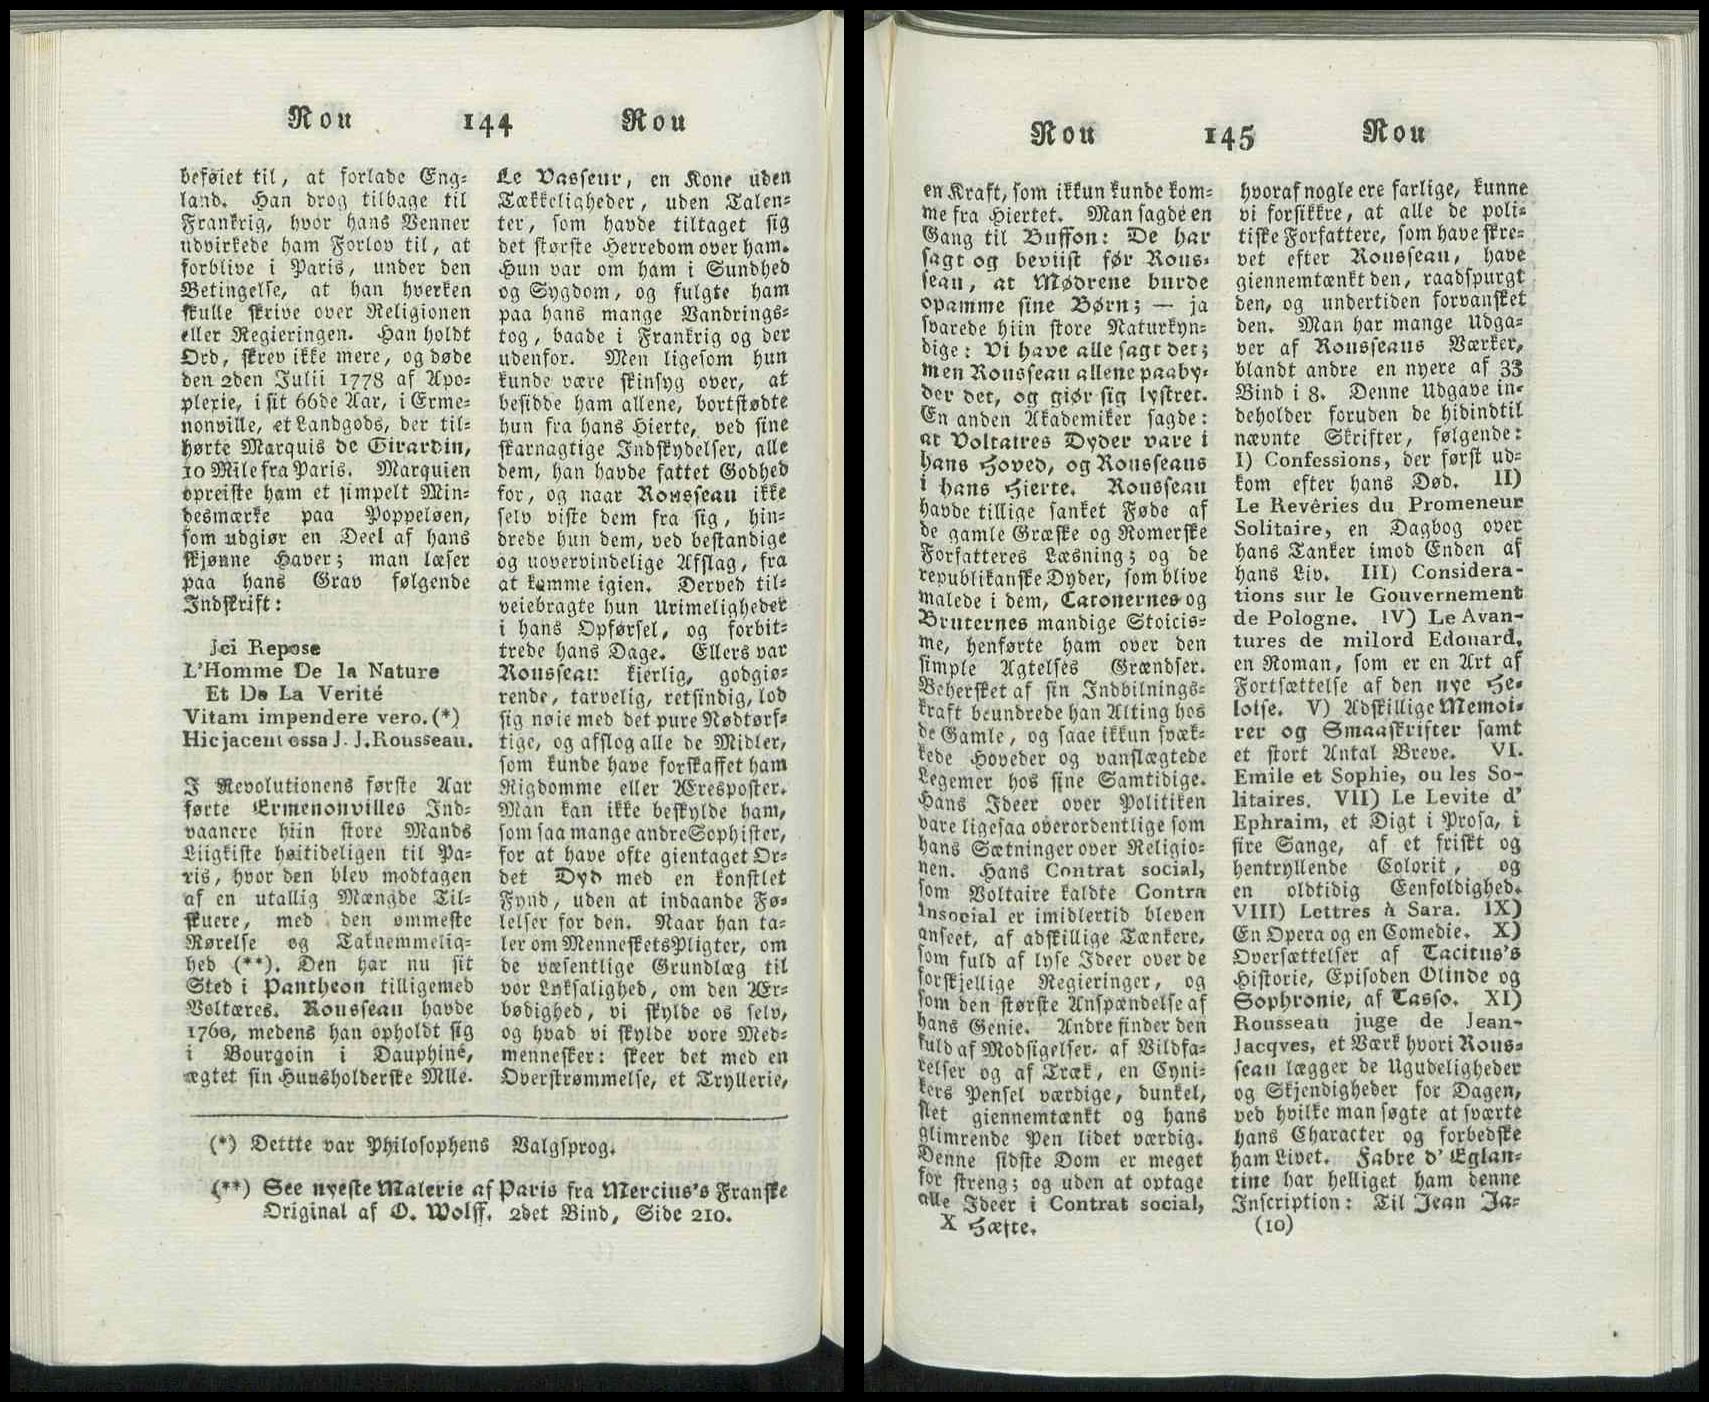 Rou 144 Rou
beføiet til, at forlade Eng-
land. Han drog tilbage til
Frankrig, hvor hans Venner
udvirkede ham Forlov til, at
forblive i Paris, under den
Betingelse, at han hverken
skulle skrive over Religionen
eller Regieringen. Han holdt
Ord, skrev ikke mere, og døde
den 2den Julii 1778 af Apo-
plexie, i sit 66de Aar, i Erme-
nonville, et Landgods, der til-
hørte Marquis de Girardin,
10 Mile fra Paris. Marquien
opreiste ham et simpelt Min-
desmærke paa Poppeløen,
som udgiør en Deel af hans
skjønne Haver; man læser
paa hans Grav følgende
Indskrift:
Jci Repose
L'Homme De la Nature
Et De La Verité
Vitam impendere vero. (*)
Hic jacent ossa J. J. Rousseau.
I Revolutionens første Aar
førte Ermenonvilles Ind-
vaanere hiin store Mands
Liigkiste høitideligen til Pa-
ris, hvor den blev modtagen
af en utallig Mængde Til-
skuere, med den ømmeste
Rørelse og Taknemmelig-
hed (**). Den har nu sit
Sted i Pantheon tilligemed
Voltæres. Rousseau havde
1760, medens han opholdt sig
i Bourgoin i Dauphiné,
ægtet sin Huusholderske Mlle.
Le Vasseur, en Kone uden
Tækkeligheder, uden Talen-
ter, som havde tiltaget sig
det største Herredom over ham.
Hun var om ham i Sundhed
og Sygdom, og fulgte ham
paa hans mange Vandrings-
tog, baade i Frankrig og der
udenfor. Men ligesom hun
kunde være skinsyg over, at
besidde ham allene, bortstødte
hun fra hans Hierte, ved sine
skarnagtige Indskydelser, alle
dem, han havde fattet Godhed
for, og naar Rousseau ikke
selv viste dem fra sig, hin-
drede hun dem, ved bestandige
og uovervindelige Afslag, fra
at komme igien. Derved til-
veiebragte hun Urimeligheder
i hans Opførsel, og forbit-
trede hans Dage. Ellers var
Rousseau kierlig, godgiø-
rende, tarvelig, retsindig, lod
sig nøie med det pure Nødtørf-
tige, og afslog alle de Midler,
som kunde have forskaffet ham
Rigdomme eller Æresposter.
Man kan ikke beskylde ham,
som saa mange andre Sophister,
for at have ofte gientaget Or-
det Dyd med en konstlet
Fynd, uden at indaande Fø-
lelser for den. Naar han ta-
ler om Menneskets Pligter, om
de væsentlige Grundlæg til
vor Lyksalighed, om den Ær-
bødighed, vi skylde os selv,
og hvad vi skylde vore Med-
mennesker: skeer det med en
Overstrømmelse, et Tryllerie,
(*) Dettte var Philosophens Valgsprog.
(**) See nyeste Malerie af Paris fra Mercius's Franske
Original af O. Wolff. 2det Bind, Side 210.
Rou 145 Rou
en Kraft, som ikkun kunde kom-
me fra Hiertet. Man sagde en
Gang til Buffon: De har
sagt og beviist før Rous-
seau, at Mødrene burde
opamme sine Børn; — ja
svarede hiin store Naturkyn-
dige: Vi have alle sagt det;
men Rousseau allene paaby-
der det, og giør sig lystret.
En anden Akademiker sagde:
at Voltaires Dyder vare i
hans Hoved, og Rousseaus
i hans Hierte. Rousseau
havde tillige sanket Føde af
de gamle Græske og Romerske
Forfatteres Læsning; og de
republikanske Dyder, som blive
malede i dem, Catonernes og
Bruternes mandige Stoicis-
me, henførte ham over den
simple Agtelses Grændser.
Behersket af sin Indbilnings-
kraft beundrede han Alting hos
de Gamle, og saae ikkun svæk-
kede Hoveder og vanslægtede
Legemer hos sine Samtidige.
Hans Ideer over Politiken
vare ligesaa overordentlige som
hans Sætninger over Religio-
nen. Hans Contrat social,
som Voltaire kaldte Contra
insocial er imidlertid bleven
anseet, af adskillige Tænkere,
som fuld af lyse Ideer over de
forskjellige Regieringer, og
som den største Anspændelse af
hans Genie. Andre finder den
fuld af Modsigelser, af Vildfa-
relser og af Træk, en Cyni-
kers Pensel værdige, dunkel,
slet giennemtænkt og hans
glimrende Pen lidet værdig.
Denne sidste Dom er meget
for streng; og uden at optage
alle Ideer i Contrat social,
X Hæfte.
hvoraf nogle ere farlige, kunne
vi forsikkre, at alle de poli-
tiske Forfattere, som have skre-
vet efter Rousseau, have
giennemtænkt den, raadspurgt
den, og undertiden forvansket
den. Man har mange Udga-
ver af Rousseaus Værker,
blandt andre en nyere af 33
Bind i 8. Denne Udgave in-
deholder foruden de hidindtil
nævnte Skrifter, følgende:
I) Confessions, der først ud-
kom efter hans Død. II)
Le Revêries du Promeneur
Solitaire, en Dagbog over
hans Tanker imod Enden af
hans Liv. III) Considera-
tions sur le Gouvernement
de Pologne. IV) Le Avan-
tures de milord Edouard,
en Roman, som er en Art af
Fortsættelse af den nye He-
loise. V) Adskillige Memoi-
rer og Smaaskrifter samt
et stort Antal Breve. VI.
Emile et Sophie, ou les So-
litaires. VII) Le Levite d'
Ephraim, et Digt i Prosa, i
fire Sange, af et friskt og
hentryllende Colorit, og
en oldtidig Eenfoldighed.
VIII) Lettres à Sara. IX)
En Opera og en Comedie. X)
Oversættelser af Tacitus's
Historie, Episoden Olinde og
Sophronie, af Tasso. XI)
Rousseau juge de Jean-
Jacqves, et Værk hvori Rous-
seau lægger de Ugudeligheder
og Skjendigheder for Dagen,
ved hvilke man søgte at sværte
hans Character og forbedske
ham Livet. Fabre d' Eglan-
tine har helliget ham denne
Inscription: Til Jean Ja-
(10)